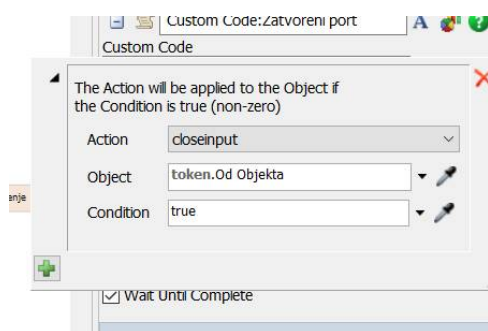 Custom Code:Zatvoreni port
Custom Code
The Action will be applied to the Object if
the Condition is true (non-zero)
Action closeinput
Object token.Od Objekta
Condition true
enje
Wait Until Complete